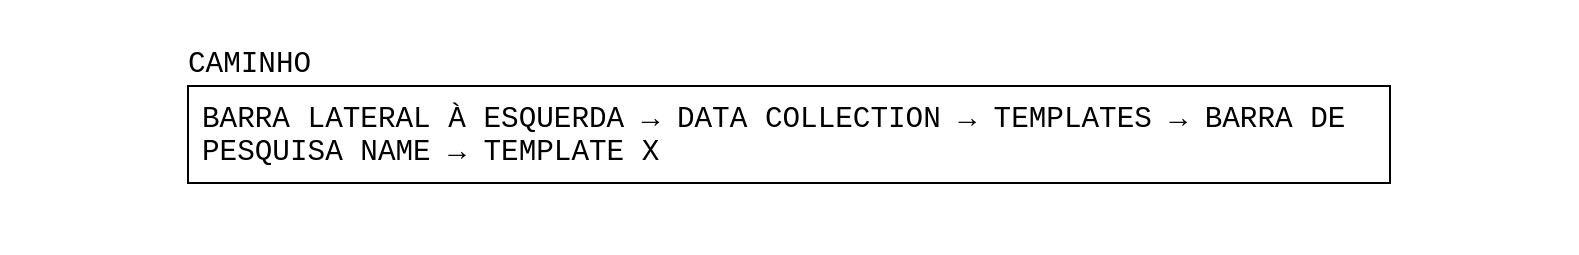 CAMINHO
BARRA LATERAL À ESQUERDA → DATA COLLECTION → TEMPLATES → BARRA DE
PESQUISA NAME → TEMPLATE X